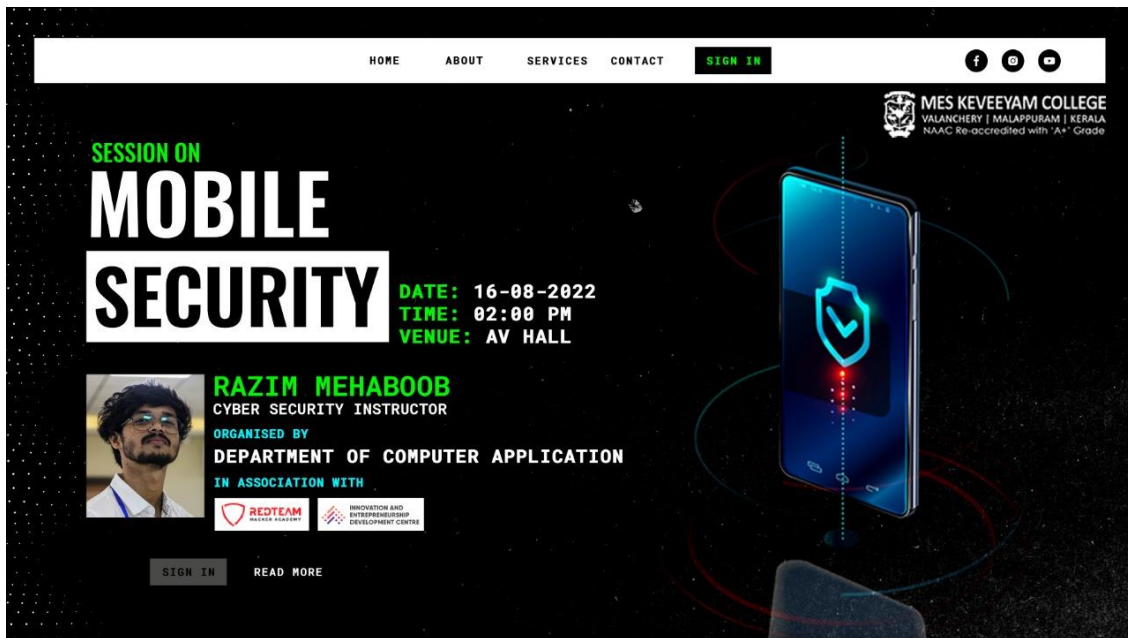 HOME ABOUT SERVICES CONTACT SIGN IN
MES KEVEEYAM COLLEGE
VALANCHERY | MALAPPURAM | KERALA
NAAC Re-accredited with 'A+' Grade
SESSION ON
MOBILE
SECURITY
DATE: 16-08-2022
TIME: 02:00 PM
VENUE: AV HALL
RAZIM MEHABOOB
CYBER SECURITY INSTRUCTOR
ORGANISED BY
DEPARTMENT OF COMPUTER APPLICATION
IN ASSOCIATION WITH
REDTEAM
HACKER ACADEMY
INNOVATION AND
ENTREPRENEURSHIP
DEVELOPMENT CENTRE
SIGN IN READ MORE